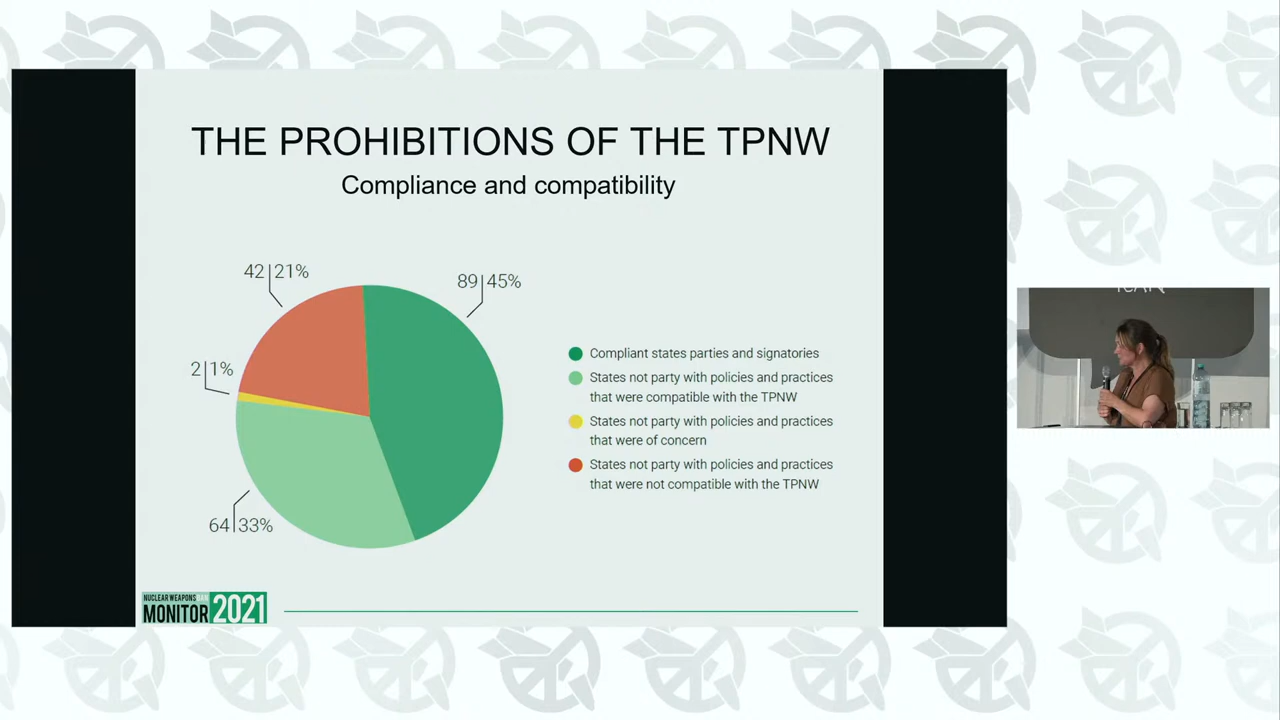 THE PROHIBITIONS OF THE TPNW
Compliance and compatibility
42|21%
89|45%
2|1%
64|33%
Compliant states parties and signatories
States not party with policies and practices
that were compatible with the TPNW
States not party with policies and practices
that were of concern
States not party with policies and practices
that were not compatible with the TPNW
NUCLEAR WEAPONS BAN
MONITOR 2021
ICAN